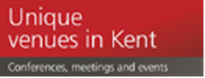 Unique
venues in Kent
Conferences, meetings and events